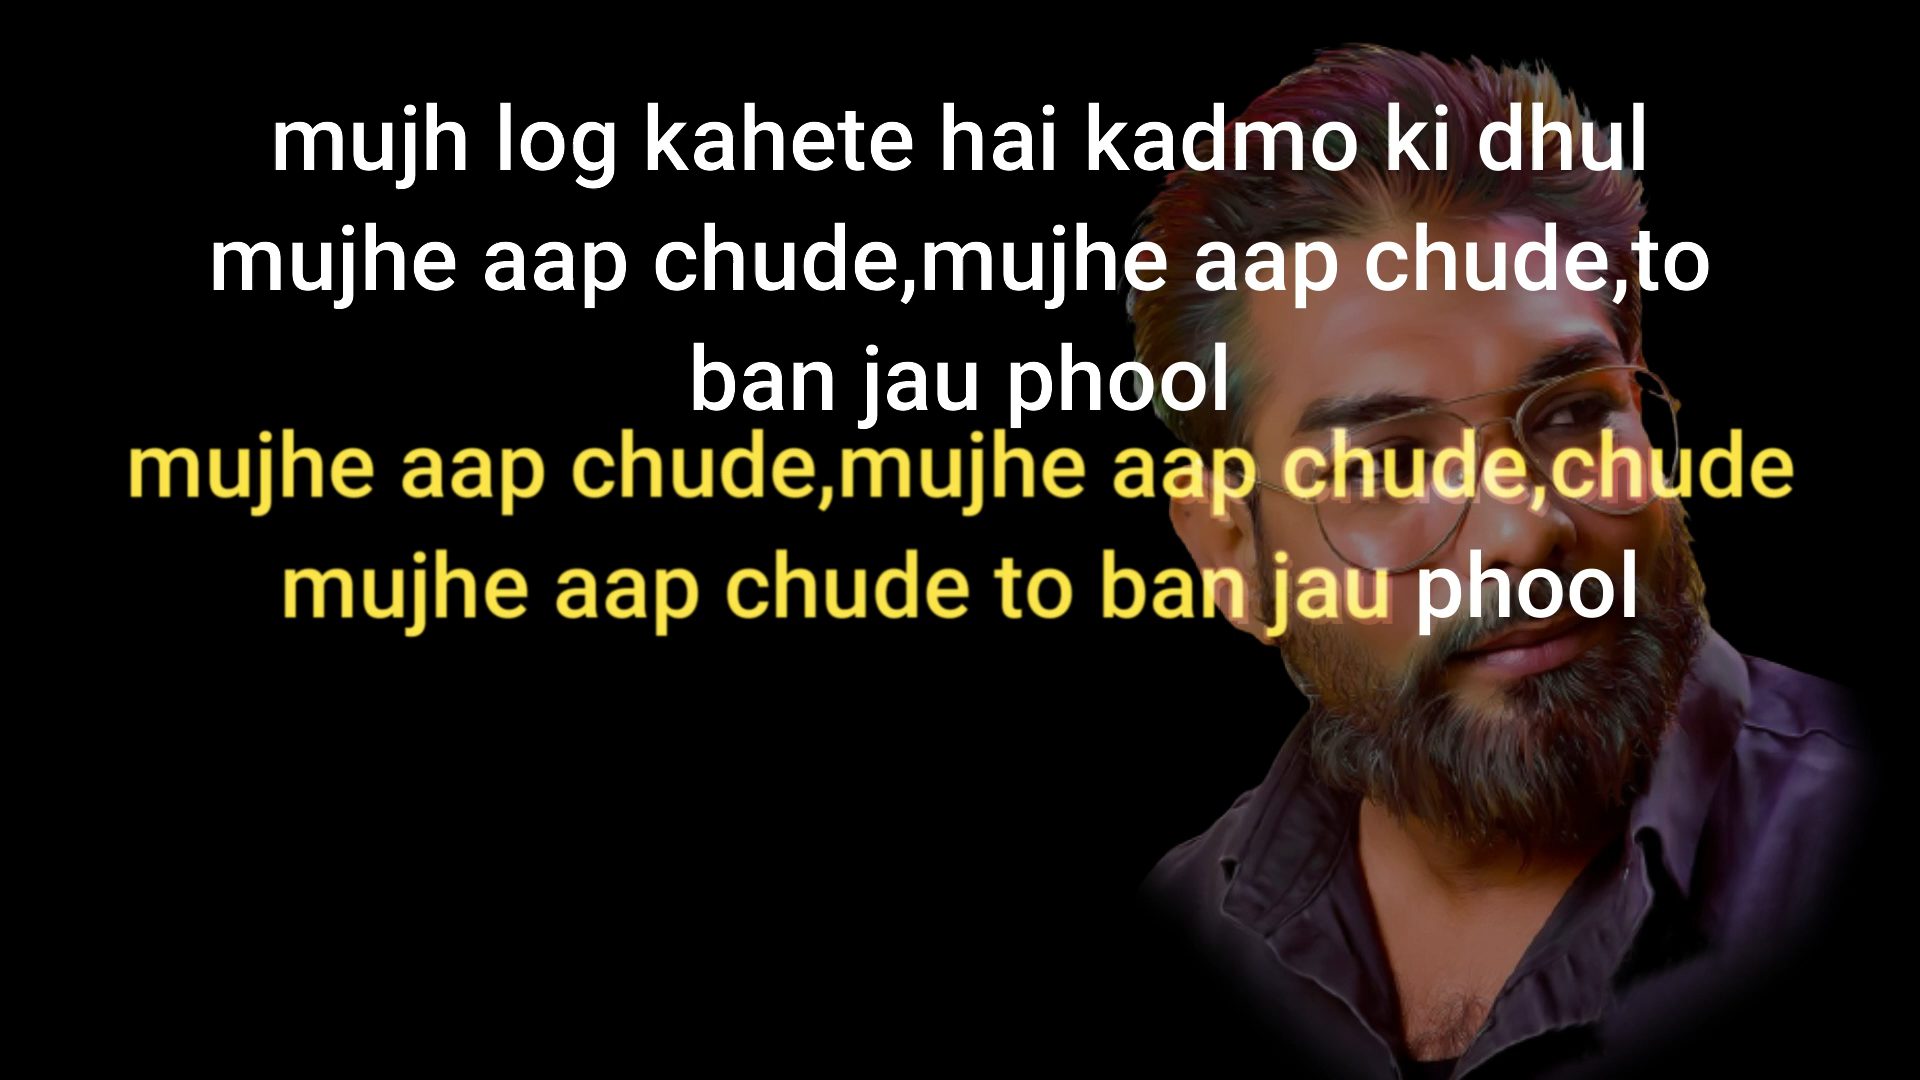 mujh log kahete hai kadmo ki dhul
mujhe aap chude,mujhe aap chude,to
ban jau phool
mujhe aap chude,mujhe aap chude,chude
mujhe aap chude to ban jau phool